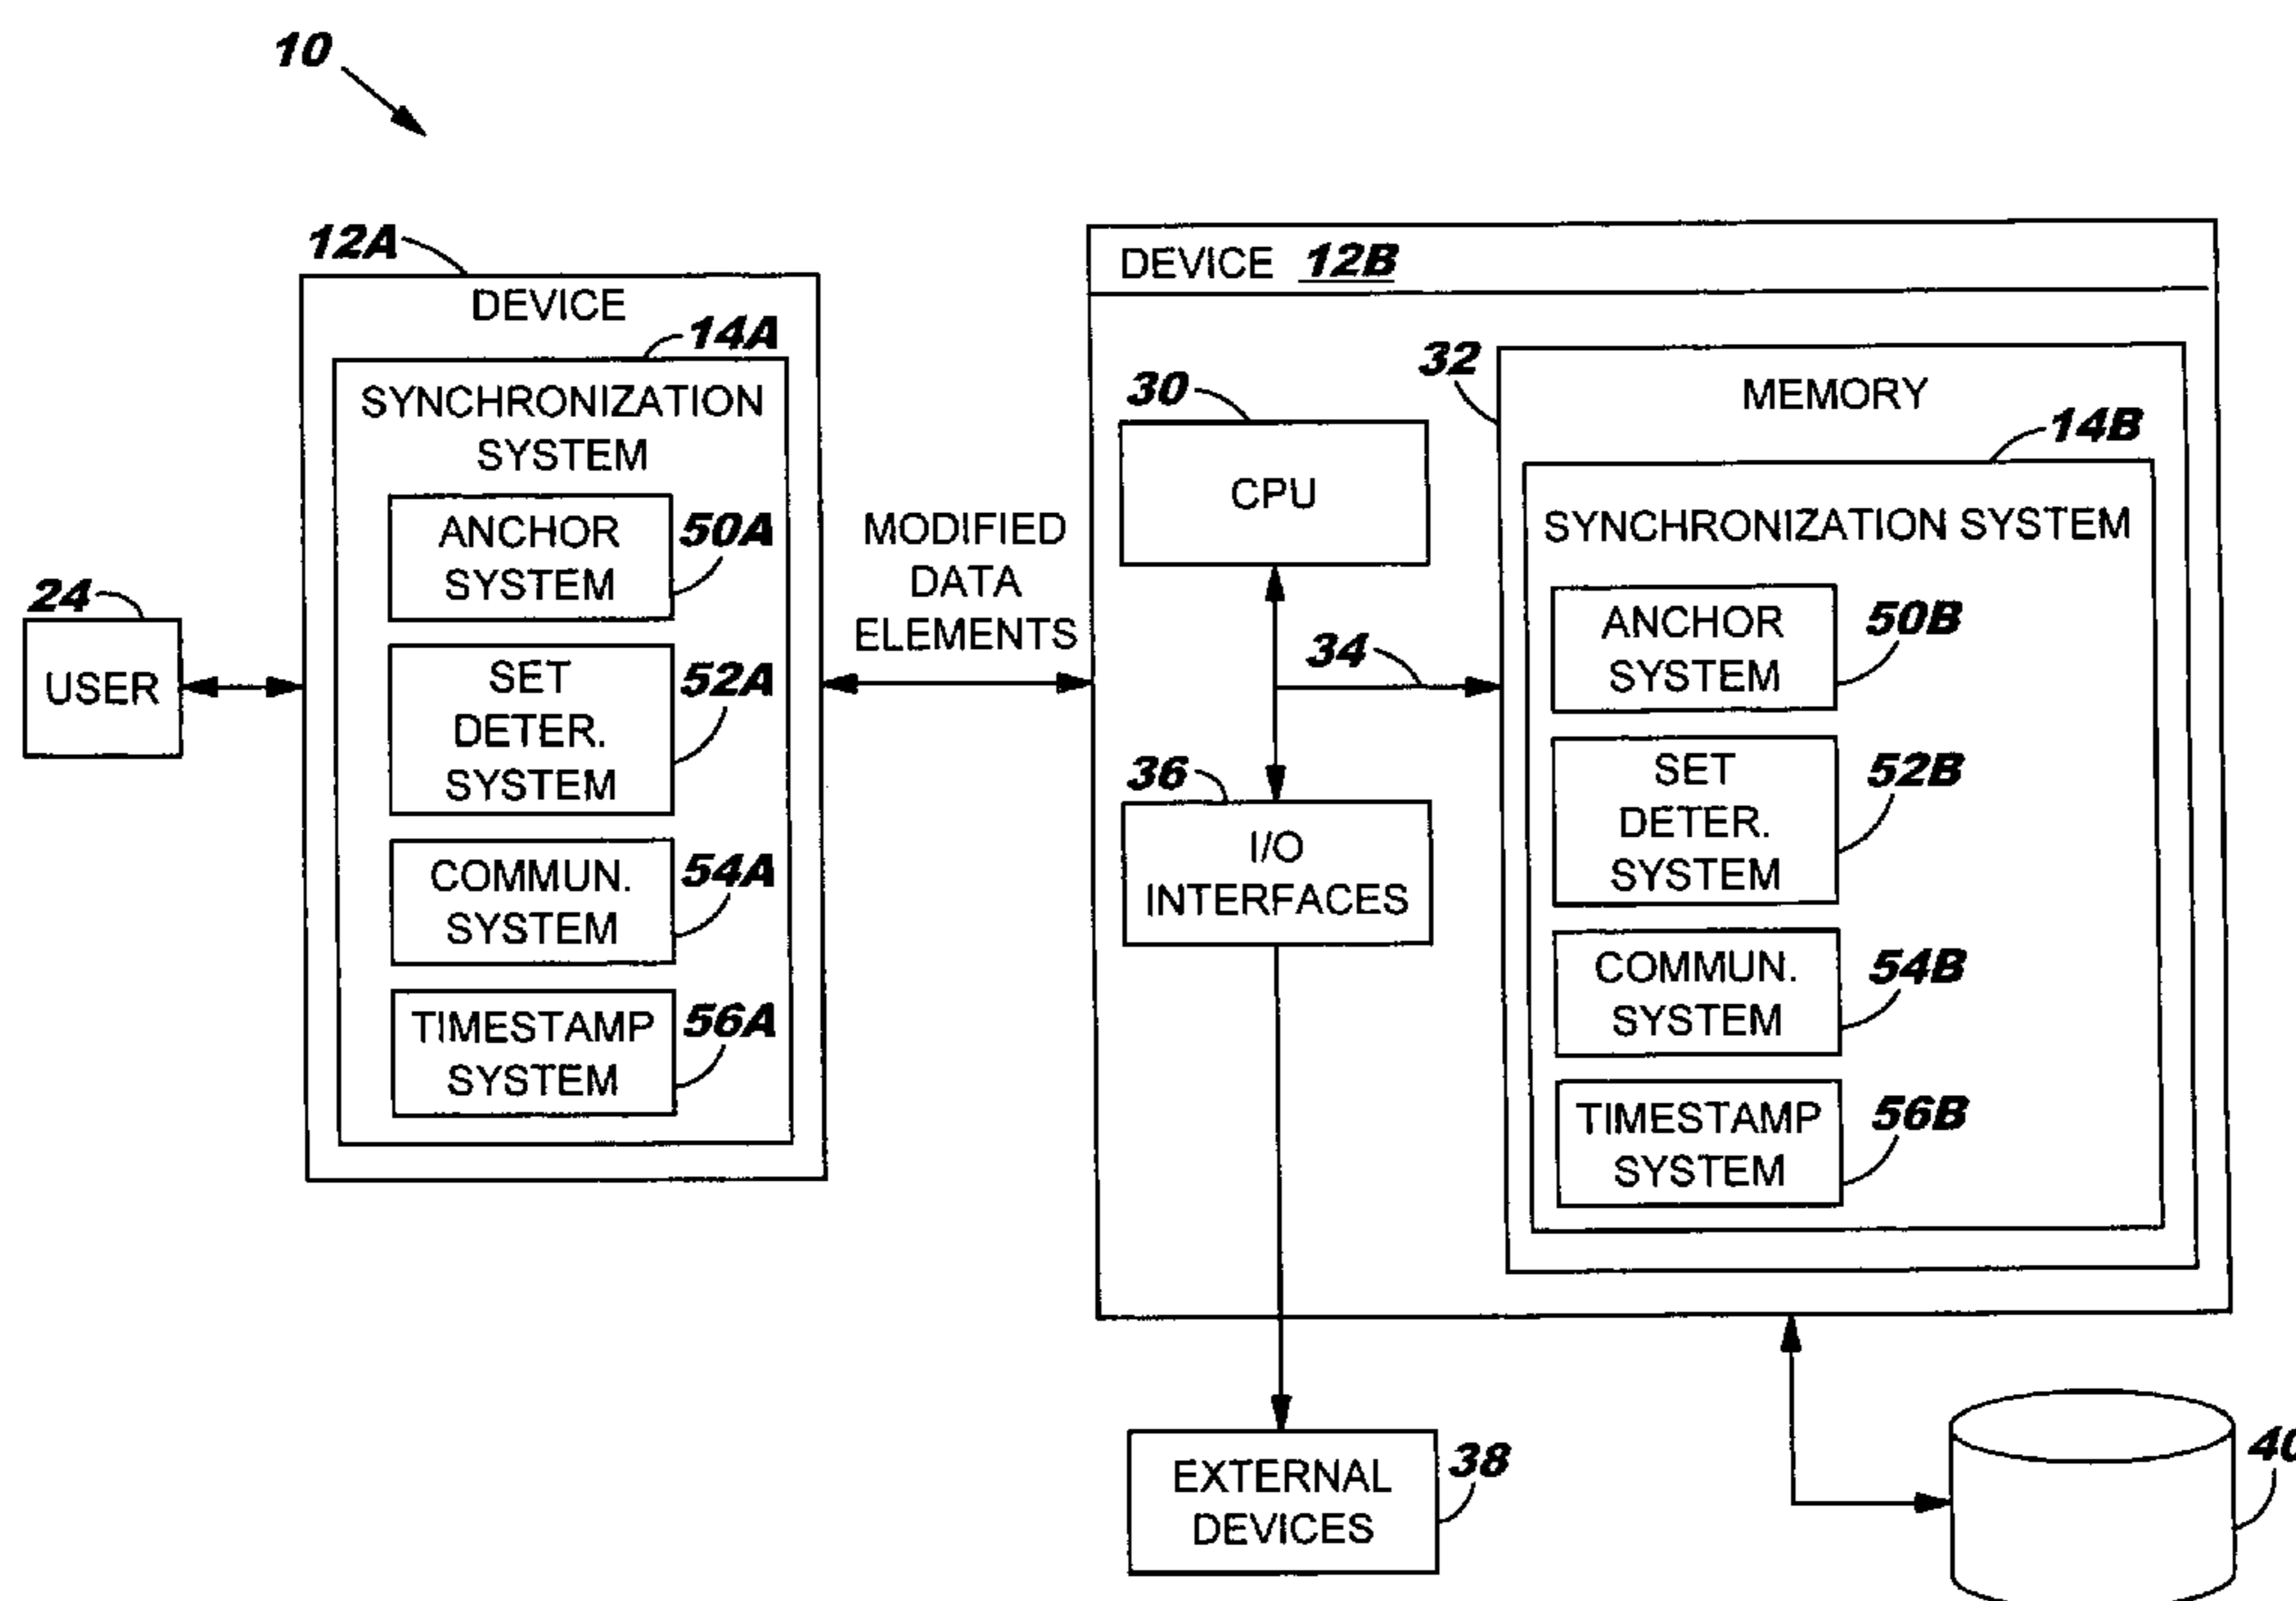 10
12A
DEVICE
14A
SYNCHRONIZATION
SYSTEM
ANCHOR
SYSTEM
50A
SET
DETER.
SYSTEM
52A
COMMUN.
SYSTEM
54A
TIMESTAMP
SYSTEM
56A
24
USER
MODIFIED
DATA
ELEMENTS
DEVICE 12B
30
CPU
34
36
I/O
INTERFACES
32
MEMORY
14B
SYNCHRONIZATION SYSTEM
ANCHOR
SYSTEM
50B
SET
DETER.
SYSTEM
52B
COMMUN.
SYSTEM
54B
TIMESTAMP
SYSTEM
56B
EXTERNAL
DEVICES
38
40